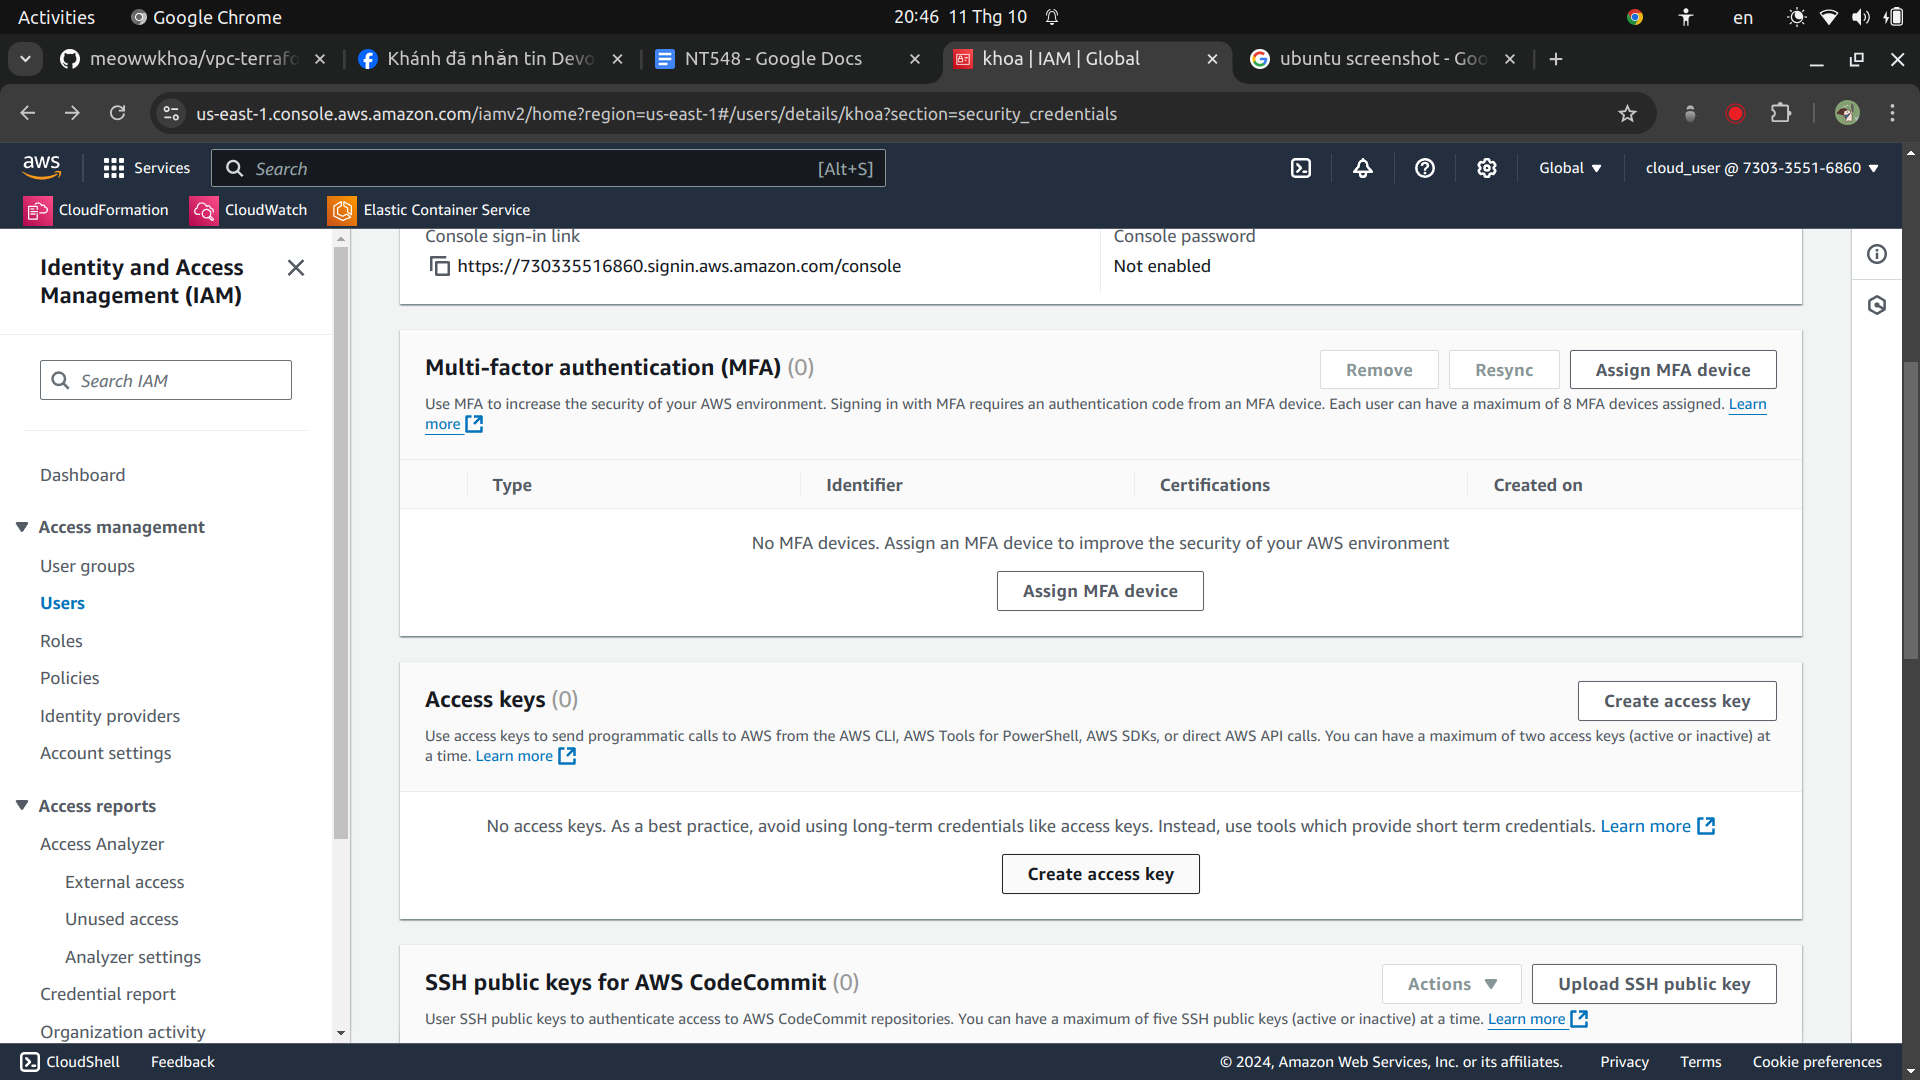 Activities
Google Chrome
20:46 11 Thg 10
en
meowwkhoa/vpc-terrafo
Khánh đã nhắn tin Devo
NT548 - Google Docs
khoa | IAM | Global
ubuntu screenshot - Goo
us-east-1.console.aws.amazon.com/iamv2/home?region=us-east-1#/users/details/khoa?section=security_credentials
aws
Services
Search
[Alt+S]
Global
cloud_user @ 7303-3551-6860
CloudFormation
CloudWatch
Elastic Container Service
Identity and Access
Management (IAM)
Search IAM
Dashboard
Access management
User groups
Users
Roles
Policies
Identity providers
Account settings
Access reports
Access Analyzer
External access
Unused access
Analyzer settings
Credential report
Organization activity
Console sign-in link
https://730335516860.signin.aws.amazon.com/console
Console password
Not enabled
Multi-factor authentication (MFA) (0)
Remove
Resync
Assign MFA device
Use MFA to increase the security of your AWS environment. Signing in with MFA requires an authentication code from an MFA device. Each user can have a maximum of 8 MFA devices assigned. Learn
more
Type
Identifier
Certifications
Created on
No MFA devices. Assign an MFA device to improve the security of your AWS environment
Assign MFA device
Access keys (0)
Create access key
Use access keys to send programmatic calls to AWS from the AWS CLI, AWS Tools for PowerShell, AWS SDKs, or direct AWS API calls. You can have a maximum of two access keys (active or inactive) at
a time. Learn more
No access keys. As a best practice, avoid using long-term credentials like access keys. Instead, use tools which provide short term credentials. Learn more
Create access key
SSH public keys for AWS CodeCommit (0)
Actions
Upload SSH public key
User SSH public keys to authenticate access to AWS CodeCommit repositories. You can have a maximum of five SSH public keys (active or inactive) at a time. Learn more
CloudShell
Feedback
© 2024, Amazon Web Services, Inc. or its affiliates.
Privacy
Terms
Cookie preferences